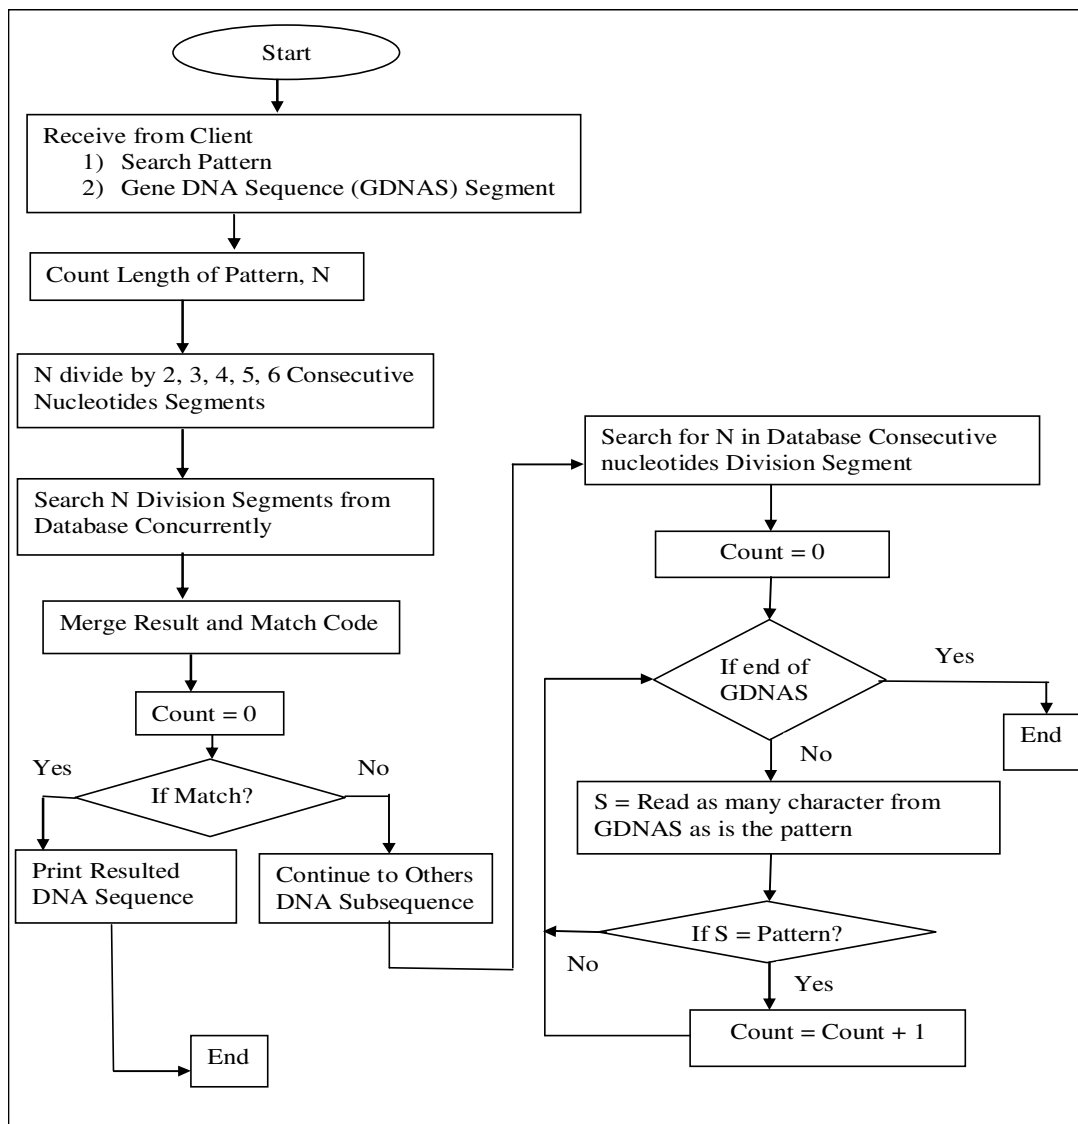 Start
Receive from Client
1) Search Pattern
2) Gene DNA Sequence (GDNAS) Segment
Count Length of Pattern, N
N divide by 2, 3, 4, 5, 6 Consecutive
Nucleotides Segments
Search N Division Segments from
Database Concurrently
Merge Result and Match Code
Count = 0
If Match?
Yes
No
Print Resulted
DNA Sequence
End
Continue to Others
DNA Subsequence
Search for N in Database Consecutive
nucleotides Division Segment
Count = 0
If end of
GDNAS
Yes
End
No
S = Read as many character from
GDNAS as is the pattern
If S = Pattern?
No
Yes
Count = Count + 1